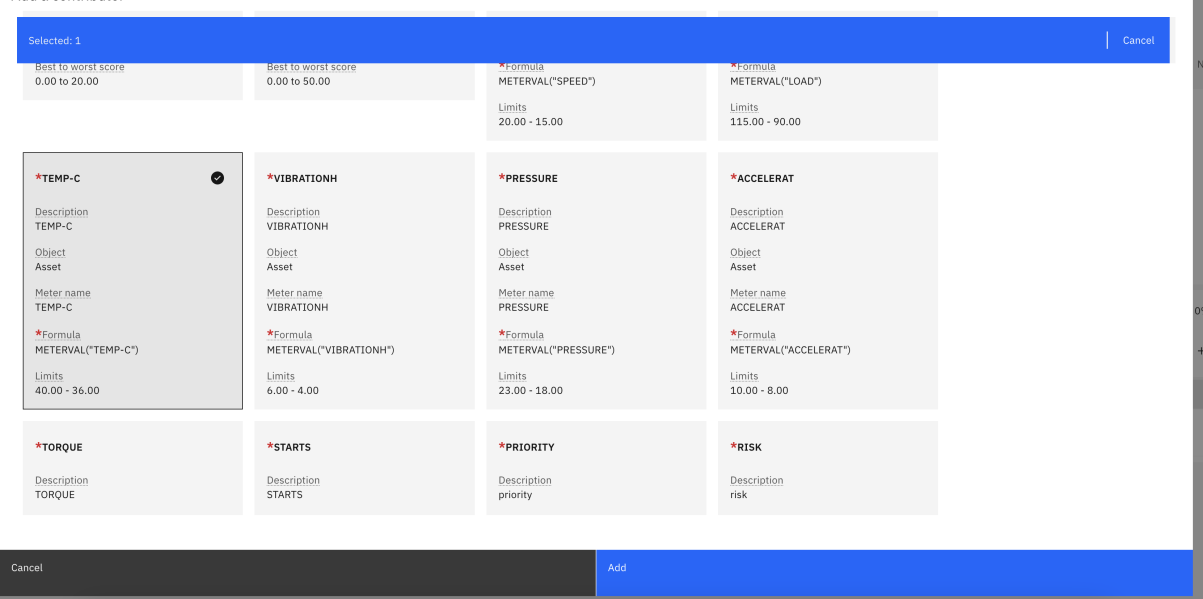 Selected: 1
Cancel
Best to worst score
0.00 to 20.00
Best to worst score
0.00 to 50.00
*Formula
METERVAL("SPEED")
Limits
20.00 - 15.00
*Formula
METERVAL("LOAD")
Limits
115.00 - 90.00
*TEMP-C
Description
TEMP-C
Object
Asset
Meter name
TEMP-C
*Formula
METERVAL("TEMP-C")
Limits
40.00 - 36.00
*VIBRATIONH
Description
VIBRATIONH
Object
Asset
Meter name
VIBRATIONH
*Formula
METERVAL("VIBRATIONH")
Limits
6.00 - 4.00
*PRESSURE
Description
PRESSURE
Object
Asset
Meter name
PRESSURE
*Formula
METERVAL("PRESSURE")
Limits
23.00 - 18.00
*ACCELERAT
Description
ACCELERAT
Object
Asset
Meter name
ACCELERAT
*Formula
METERVAL("ACCELERAT")
Limits
10.00 - 8.00
*TORQUE
Description
TORQUE
*STARTS
Description
STARTS
*PRIORITY
Description
priority
*RISK
Description
risk
Cancel
Add